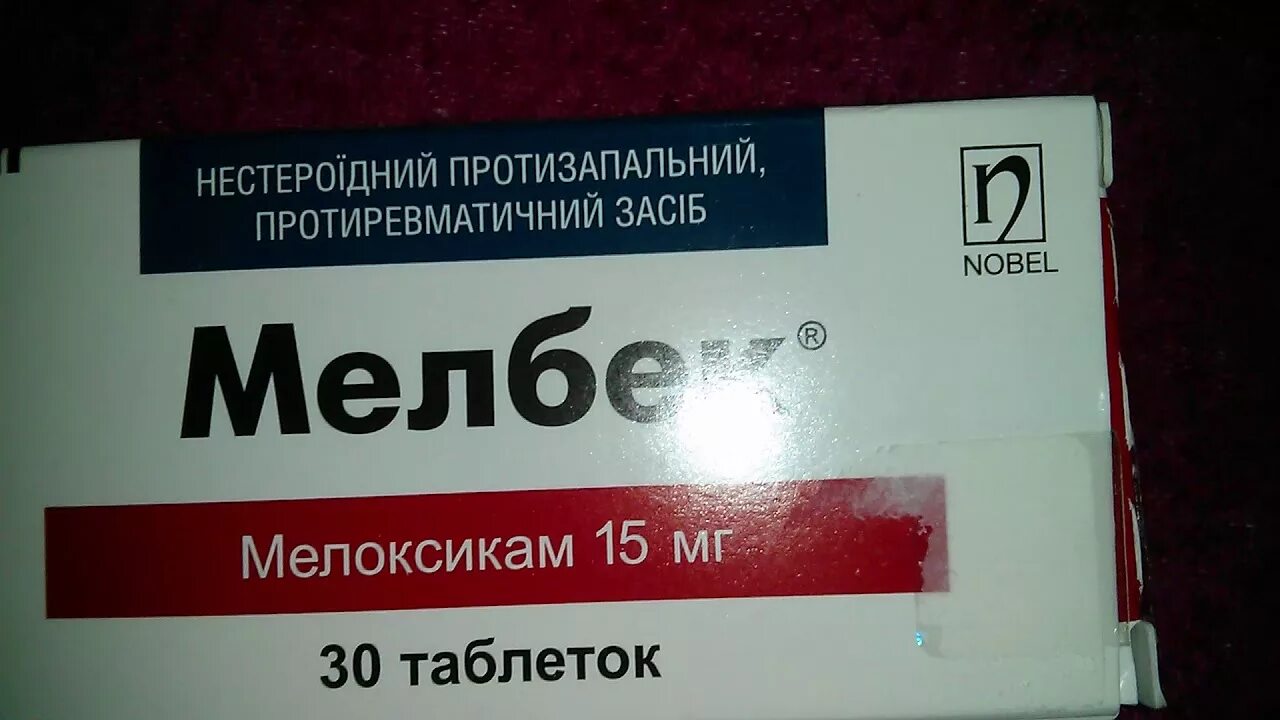 НЕСТЕРОЇДНИЙ ПРОТИЗАПАЛЬНИЙ,
ПРОТИРЕВМАТИЧНИЙ ЗАСІБ
n
NOBEL
Мелбек®
Мелоксикам 15 мг
30 таблеток